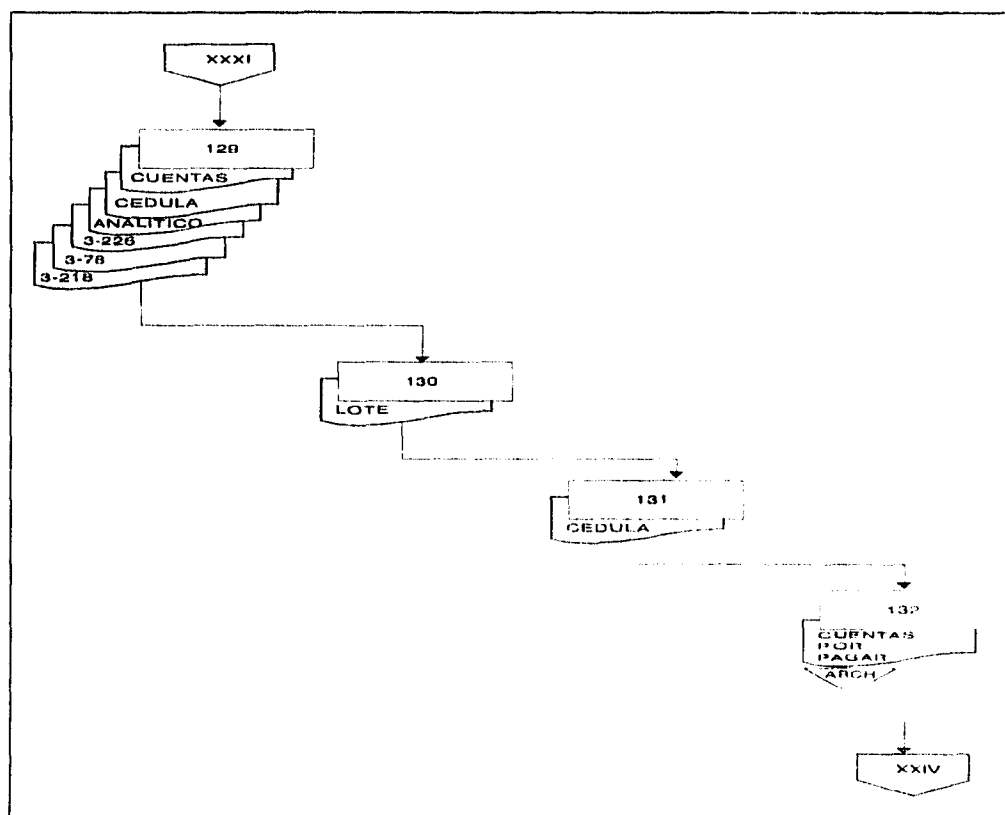 XXXI
129
CUENTAS
CEDULA
ANALITICO
3-226
3-78
3-218
130
LOTE
131
CEDULA
132
CUENTAS
POR
PAGAR
ARCH
XXIV